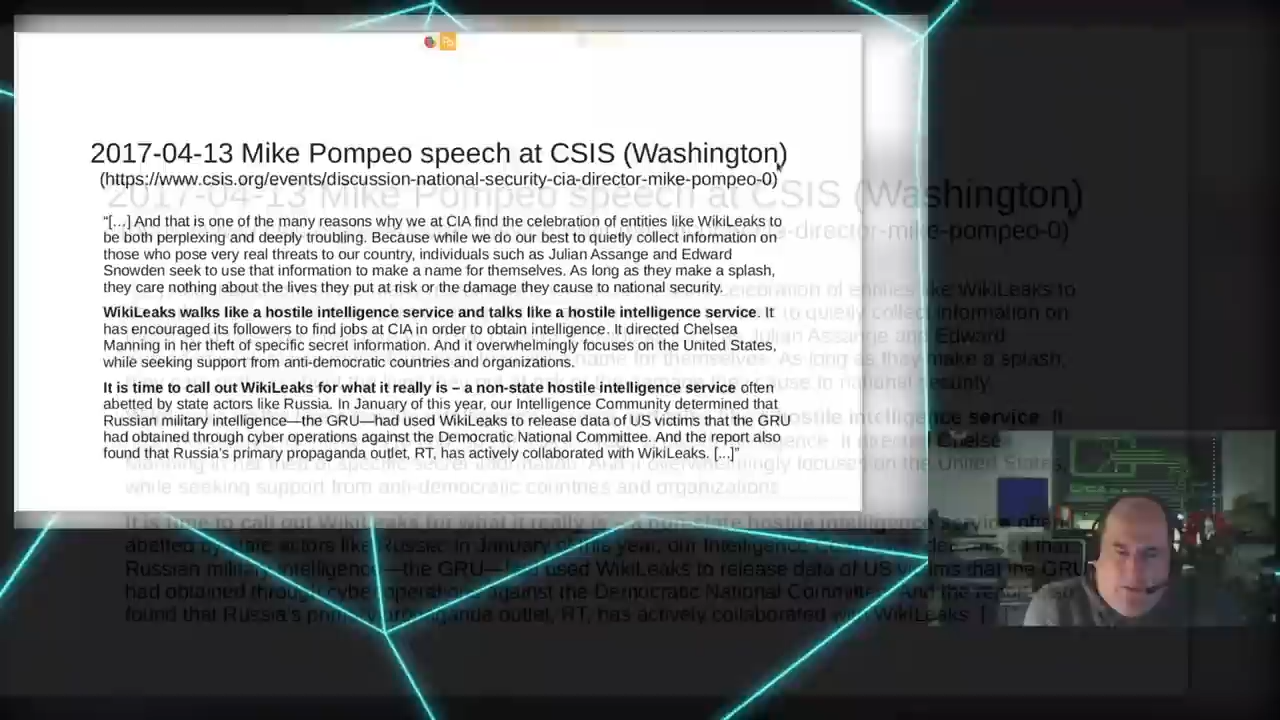 2017-04-13 Mike Pompeo speech at CSIS (Washington)
(https://www.csis.org/events/discussion-national-security-cia-director-mike-pompeo-0)
“[…] And that is one of the many reasons why we at CIA find the celebration of entities like WikiLeaks to
be both perplexing and deeply troubling. Because while we do our best to quietly collect information on
those who pose very real threats to our country, individuals such as Julian Assange and Edward
Snowden seek to use that information to make a name for themselves. As long as they make a splash,
they care nothing about the lives they put at risk or the damage they cause to national security.
WikiLeaks walks like a hostile intelligence service and talks like a hostile intelligence service. It
has encouraged its followers to find jobs at CIA in order to obtain intelligence. It directed Chelsea
Manning in her theft of specific secret information. And it overwhelmingly focuses on the United States,
while seeking support from anti-democratic countries and organizations.
It is time to call out WikiLeaks for what it really is – a non-state hostile intelligence service often
abetted by state actors like Russia. In January of this year, our Intelligence Community determined that
Russian military intelligence—the GRU—had used WikiLeaks to release data of US victims that the GRU
had obtained through cyber operations against the Democratic National Committee. And the report also
found that Russia’s primary propaganda outlet, RT, has actively collaborated with WikiLeaks. […]”